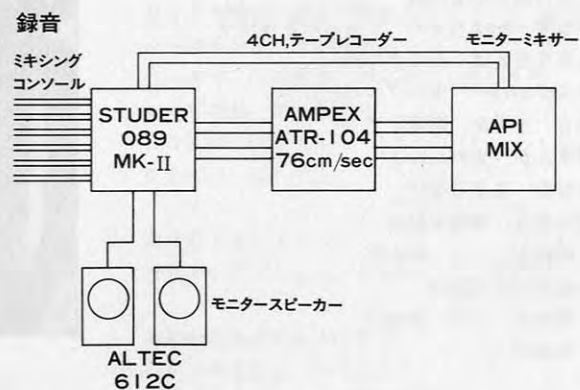 録音
ミキシング
コンソール
4CH,テープレコーダー
モニターミキサー
STUDER
089
MK-II
AMPEX
ATR-104
76cm/sec
API
MIX
モニタースピーカー
ALTEC
612C